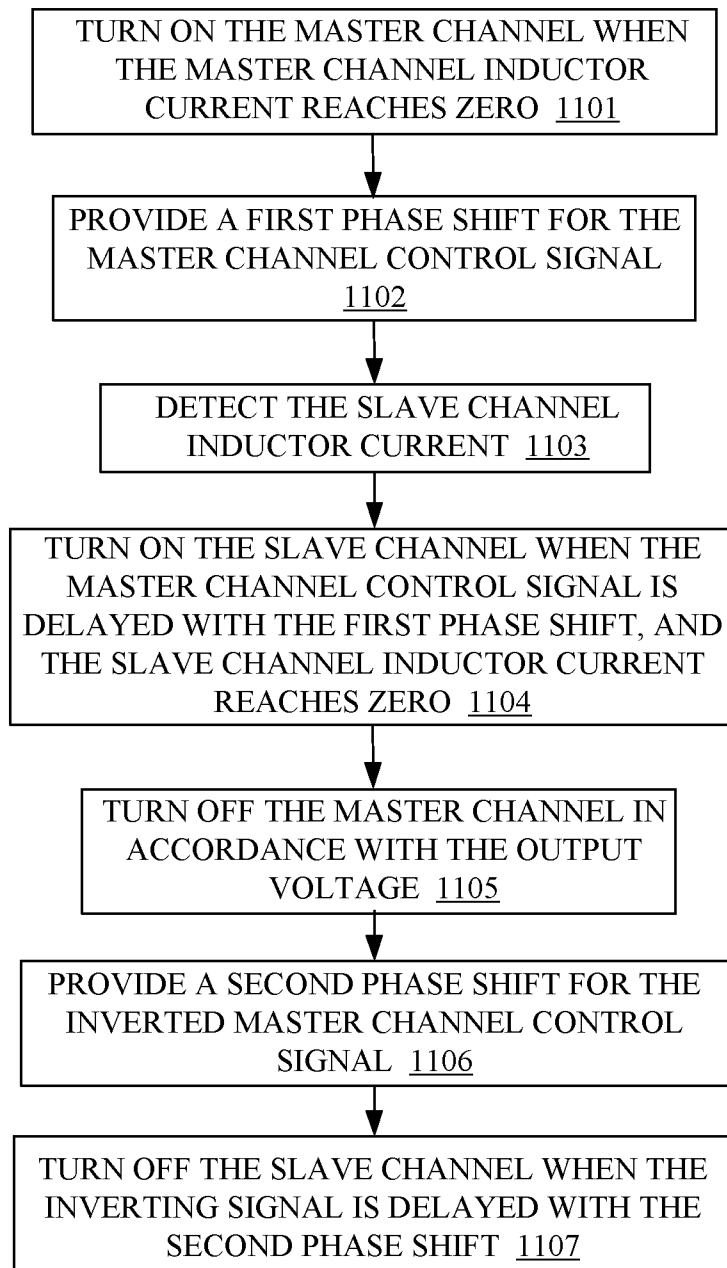 TURN ON THE MASTER CHANNEL WHEN
THE MASTER CHANNEL INDUCTOR
CURRENT REACHES ZERO 1101
PROVIDE A FIRST PHASE SHIFT FOR THE
MASTER CHANNEL CONTROL SIGNAL
1102
DETECT THE SLAVE CHANNEL
INDUCTOR CURRENT 1103
TURN ON THE SLAVE CHANNEL WHEN THE
MASTER CHANNEL CONTROL SIGNAL IS
DELAYED WITH THE FIRST PHASE SHIFT, AND
THE SLAVE CHANNEL INDUCTOR CURRENT
REACHES ZERO 1104
TURN OFF THE MASTER CHANNEL IN
ACCORDANCE WITH THE OUTPUT
VOLTAGE 1105
PROVIDE A SECOND PHASE SHIFT FOR THE
INVERTED MASTER CHANNEL CONTROL
SIGNAL 1106
TURN OFF THE SLAVE CHANNEL WHEN THE
INVERTING SIGNAL IS DELAYED WITH THE
SECOND PHASE SHIFT 1107